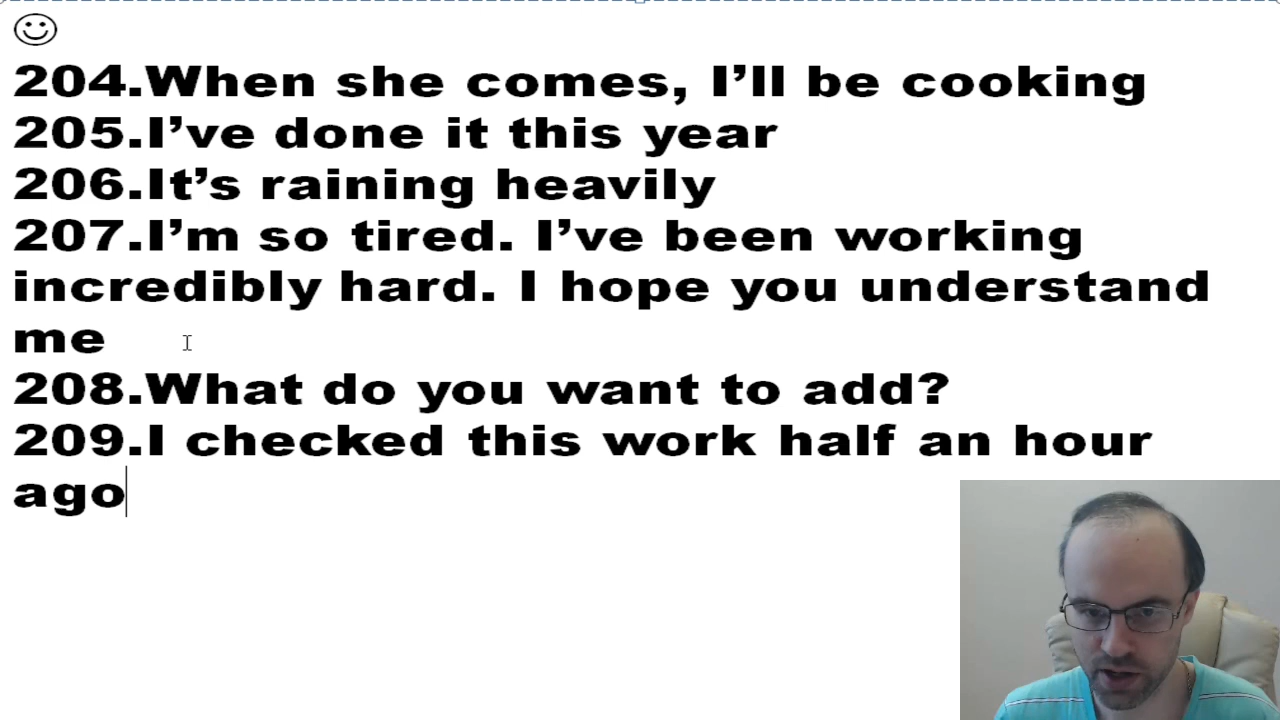 204.When she comes, I’ll be cooking
205.I’ve done it this year
206.It’s raining heavily
207.I’m so tired. I’ve been working
incredibly hard. I hope you understand
me
208.What do you want to add?
209.I checked this work half an hour
ago